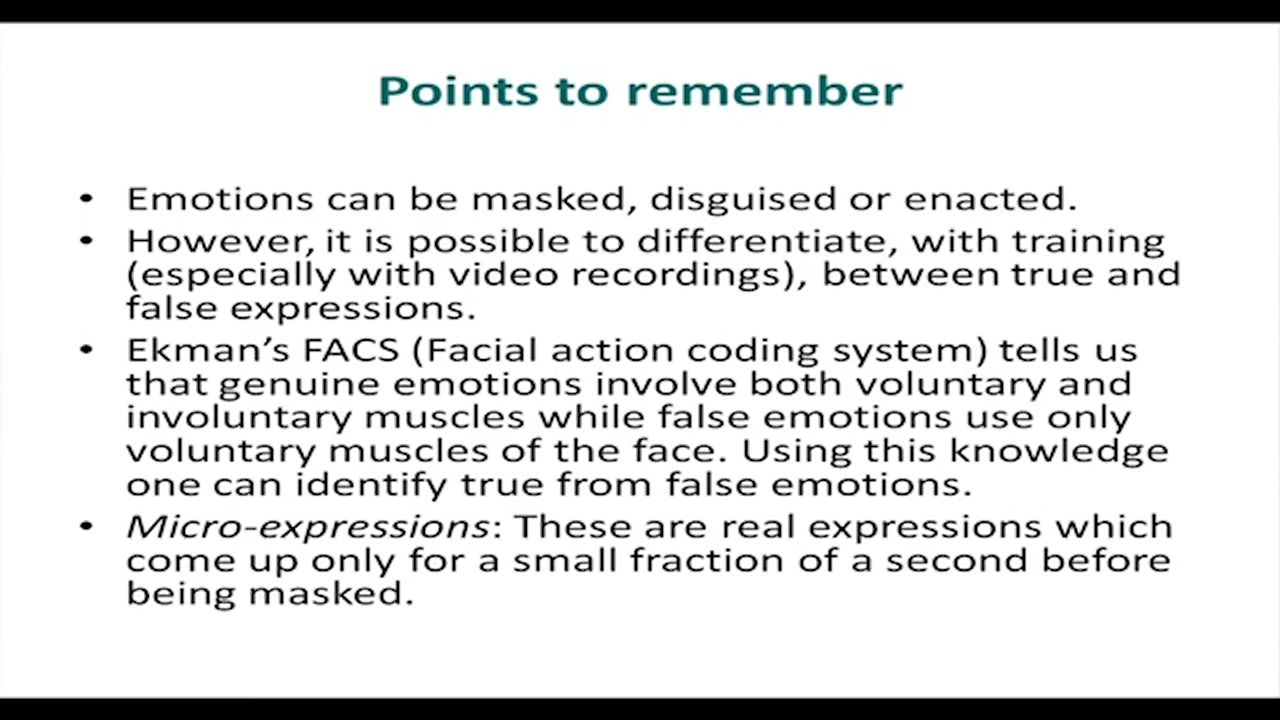 Points to remember
• Emotions can be masked, disguised or enacted.
• However, it is possible to differentiate, with training
(especially with video recordings), between true and
false expressions.
• Ekman’s FACS (Facial action coding system) tells us
that genuine emotions involve both voluntary and
involuntary muscles while false emotions use only
voluntary muscles of the face. Using this knowledge
one can identify true from false emotions.
• Micro-expressions: These are real expressions which
come up only for a small fraction of a second before
being masked.